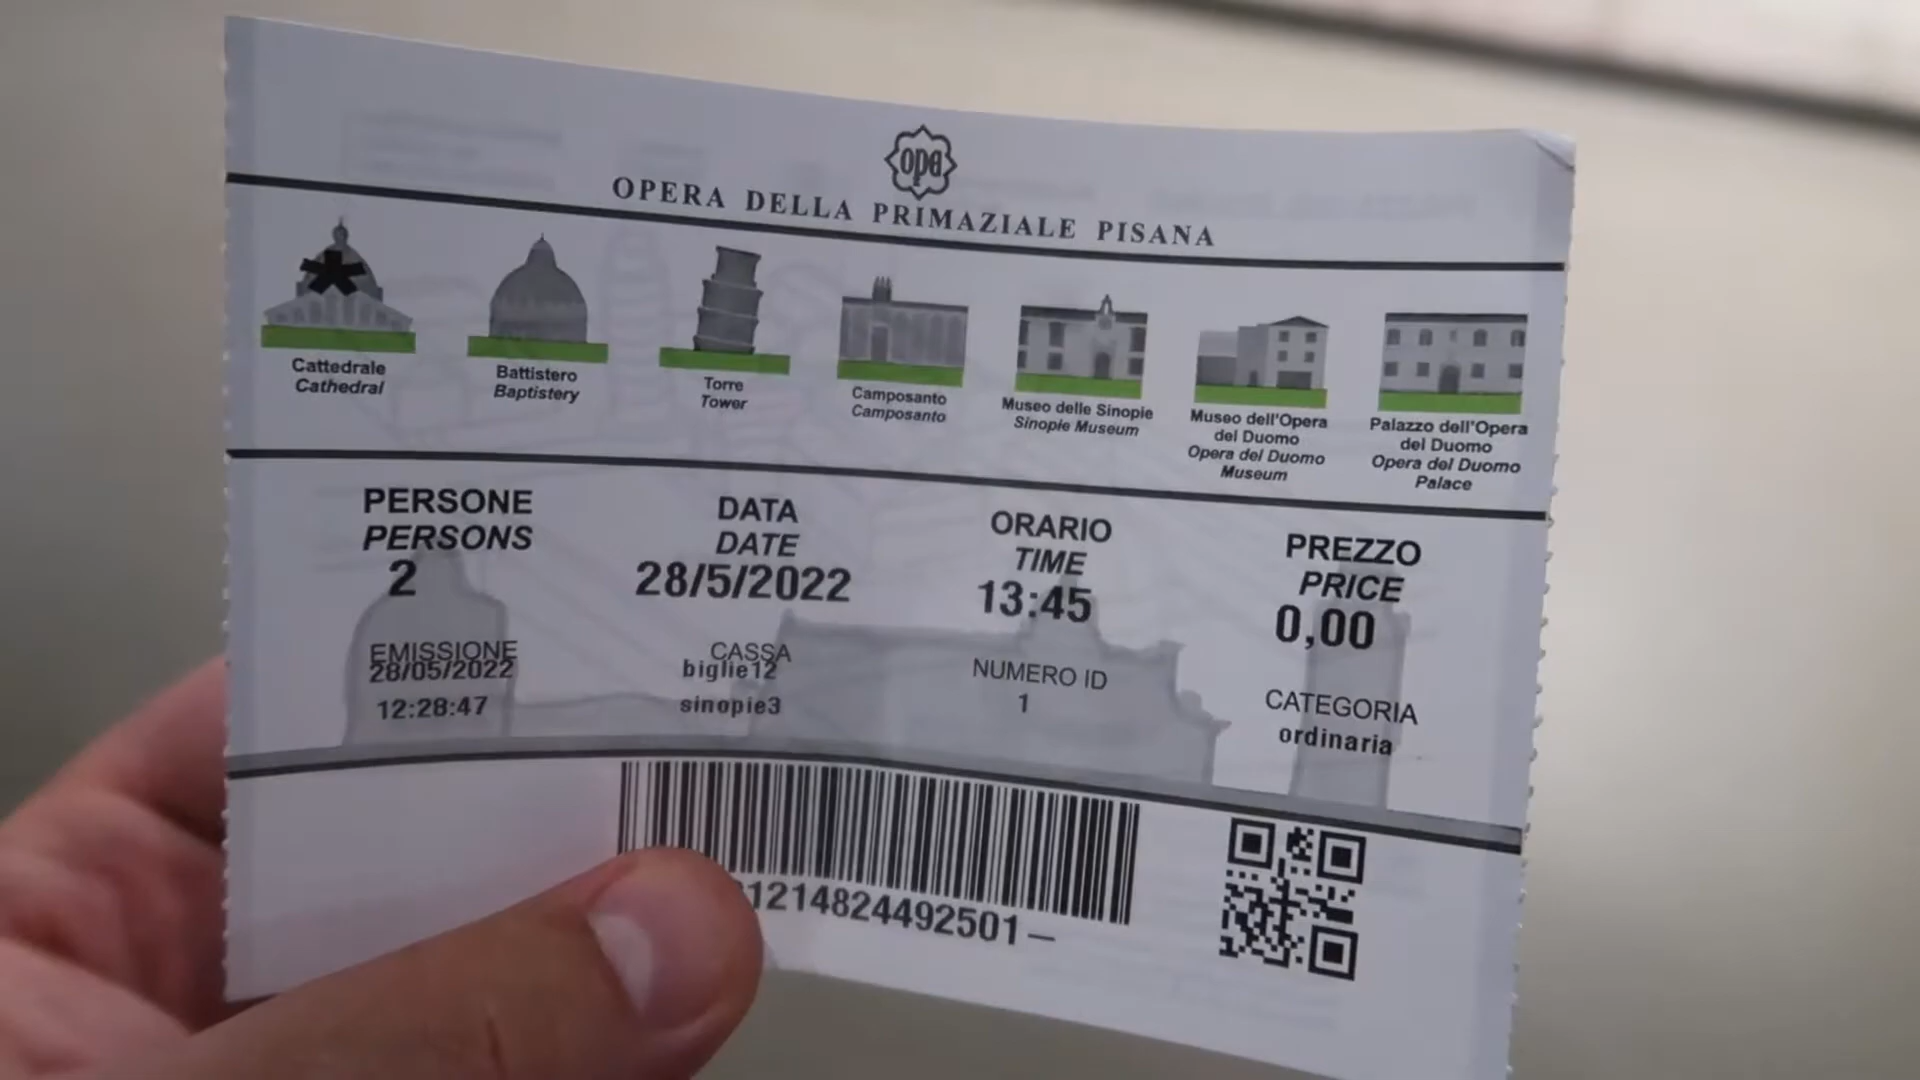 opa
OPERA DELLA PRIMAZIALE PISANA
Cattedrale
Cathedral
Battistero
Baptistery
Torre
Tower
Camposanto
Camposanto
Museo delle Sinopie
Sinopie Museum
Museo dell'Opera
del Duomo
Opera del Duomo
Museum
Palazzo dell'Opera
del Duomo
Opera del Duomo
Palace
PERSONE
PERSONS
2
DATA
DATE
28/5/2022
ORARIO
TIME
13:45
PREZZO
PRICE
0,00
EMISSIONE
28/05/2022
12:28:47
CASSA
biglie12
sinopie3
NUMERO ID
1
CATEGORIA
ordinaria
1214824492501—